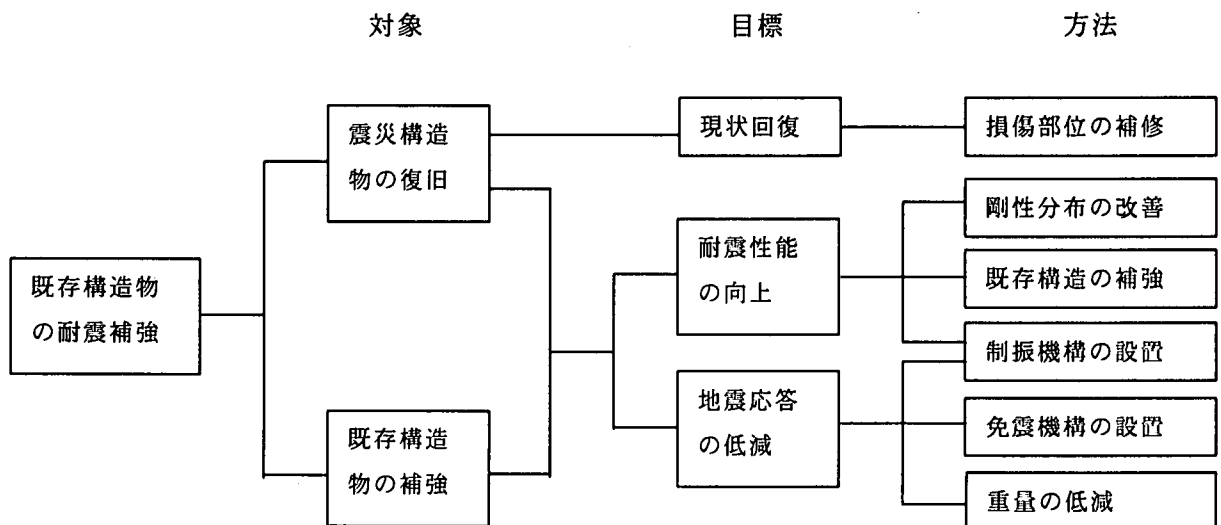 対象
目標
方法
既存構造物
の耐震補強
震災構造
物の復旧
既存構造
物の補強
現状回復
耐震性能
の向上
地震応答
の低減
損傷部位の補修
剛性分布の改善
既存構造の補強
制振機構の設置
免震機構の設置
重量の低減